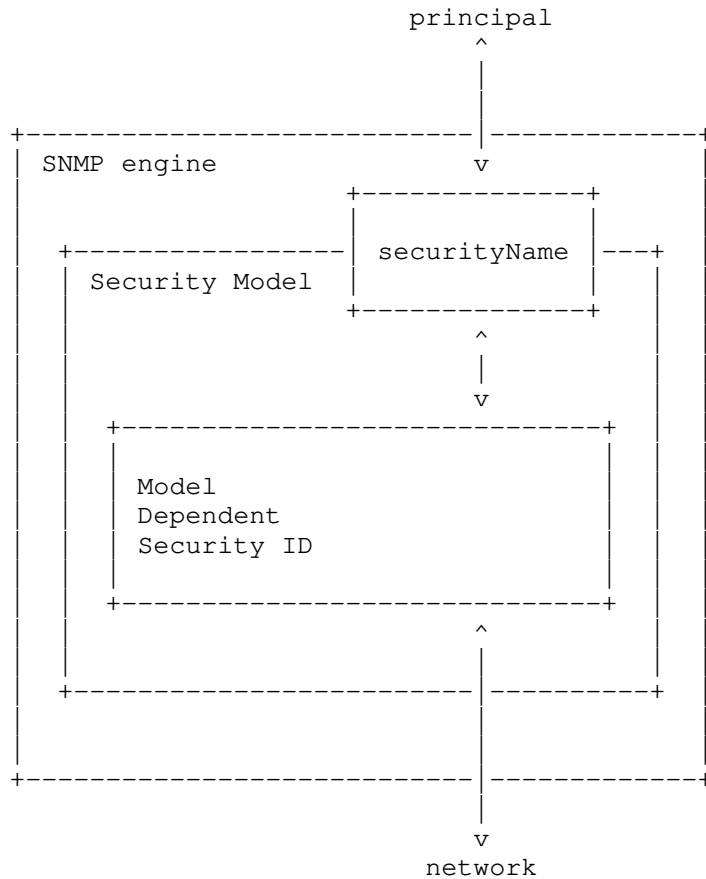 principal
SNMP engine
securityName
Security Model
Model
Dependent
Security ID
network